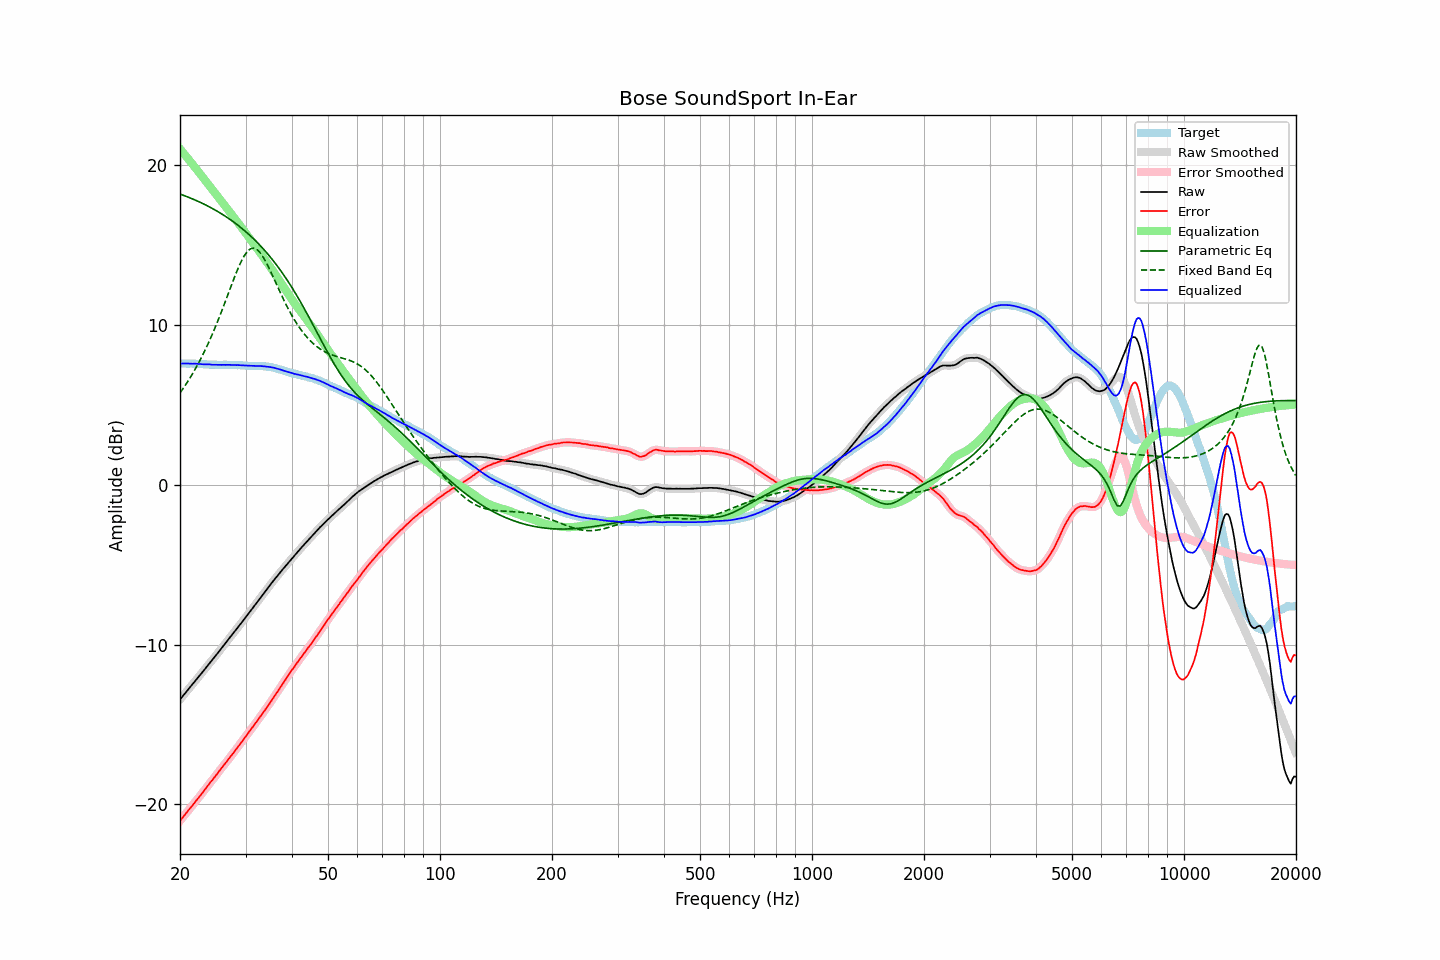 Bose SoundSport In-Ear
Target
Raw Smoothed
Error Smoothed
Raw
Error
Equalization
Parametric Eq
Fixed Band Eq
Equalized
Amplitude (dBr)
20
10
0
−10
−20
20
50
100
200
500
1000
2000
5000
10000
20000
Frequency (Hz)